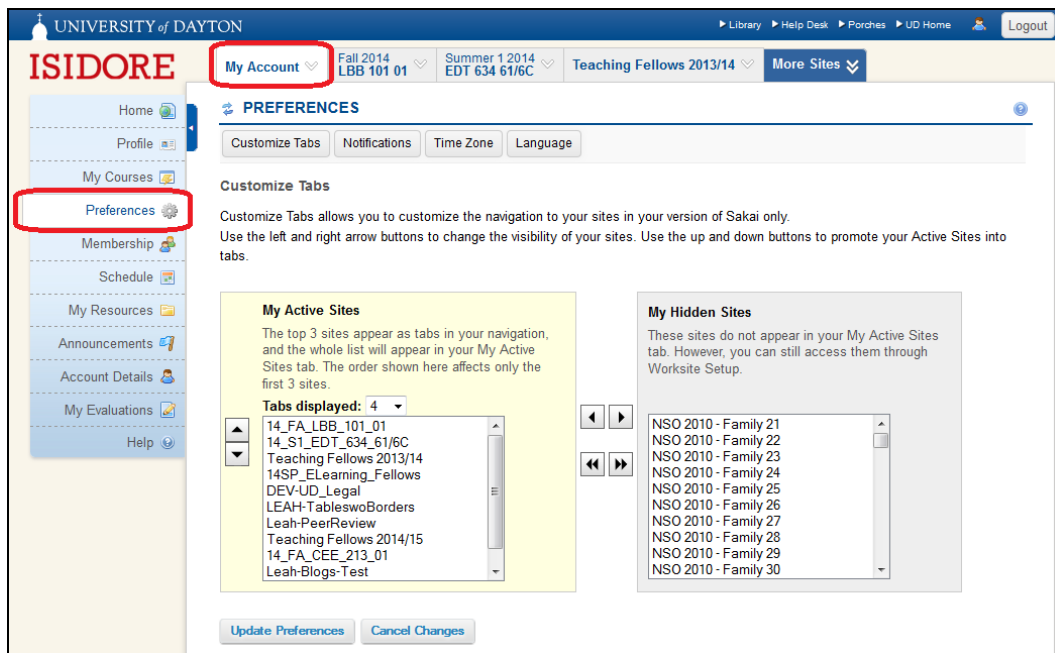 UNIVERSITY of DAYTON
Library Help Desk Porches UD Home Logout
ISIDORE
My Account
Fall 2014
LBB 101 01
Summer 1 2014
EDT 634 61/6C
Teaching Fellows 2013/14
More Sites
Home
Profile
My Courses
Preferences
Membership
Schedule
My Resources
Announcements
Account Details
My Evaluations
Help
PREFERENCES
Customize Tabs Notifications Time Zone Language
Customize Tabs
Customize Tabs allows you to customize the navigation to your sites in your version of Sakai only.
Use the left and right arrow buttons to change the visibility of your sites. Use the up and down buttons to promote your Active Sites into
tabs.
My Active Sites
The top 3 sites appear as tabs in your navigation,
and the whole list will appear in your My Active
Sites tab. The order shown here affects only the
first 3 sites.
Tabs displayed: 4
14_FA_LBB_101_01
14_S1_EDT_634_61/6C
Teaching Fellows 2013/14
14SP_ELearning_Fellows
DEV-UD_Legal
LEAH-TableswoBorders
Leah-PeerReview
Teaching Fellows 2014/15
14_FA_CEE_213_01
Leah-Blogs-Test
My Hidden Sites
These sites do not appear in your My Active Sites
tab. However, you can still access them through
Worksite Setup.
NSO 2010 - Family 21
NSO 2010 - Family 22
NSO 2010 - Family 23
NSO 2010 - Family 24
NSO 2010 - Family 25
NSO 2010 - Family 26
NSO 2010 - Family 27
NSO 2010 - Family 28
NSO 2010 - Family 29
NSO 2010 - Family 30
Update Preferences Cancel Changes